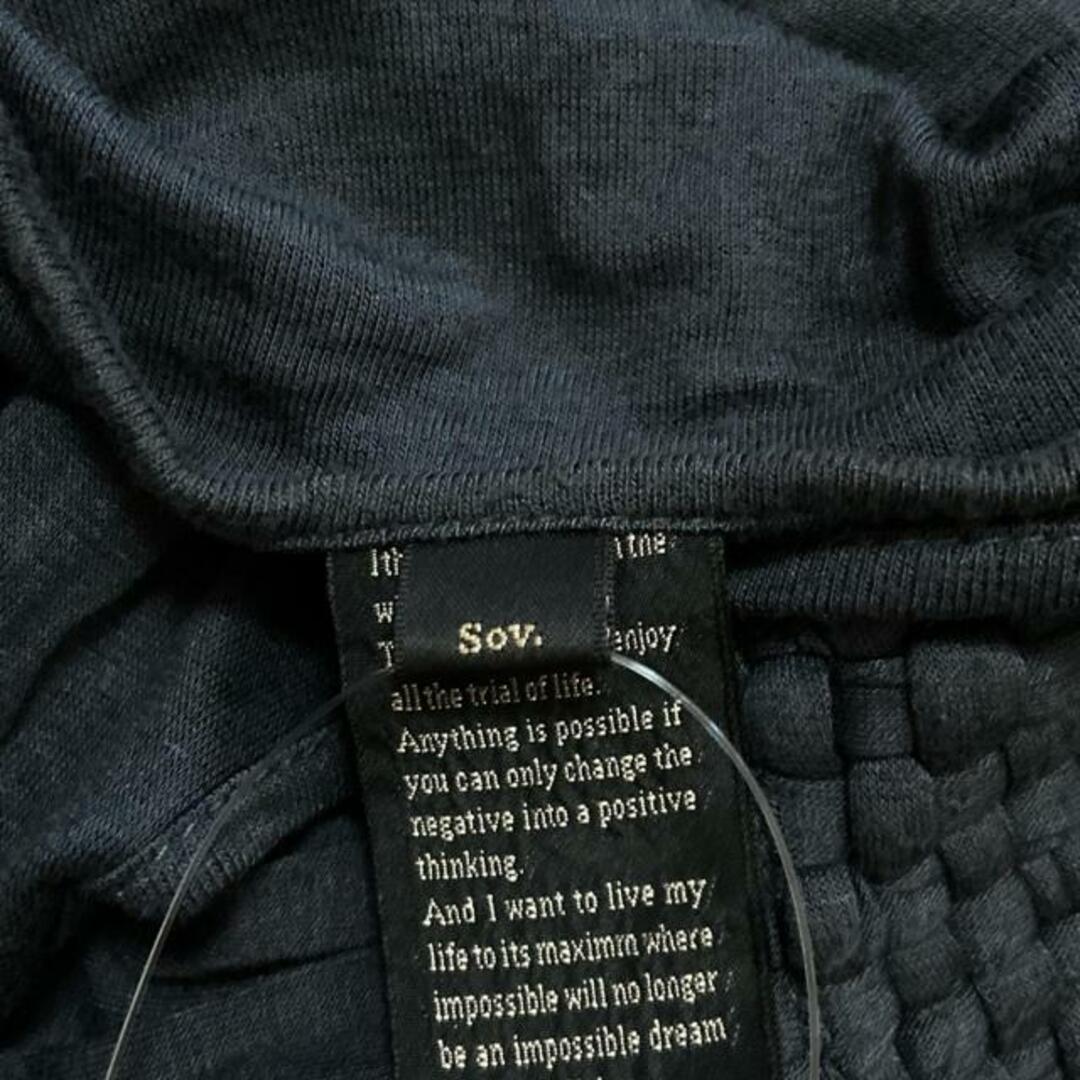 Sov.
enjoy
all the trial of life.
Anything is possible if
you can only change the
negative into a positive
thinking.
And I want to live my
life to its maximm where
impossible will no longer
be an impossible dream